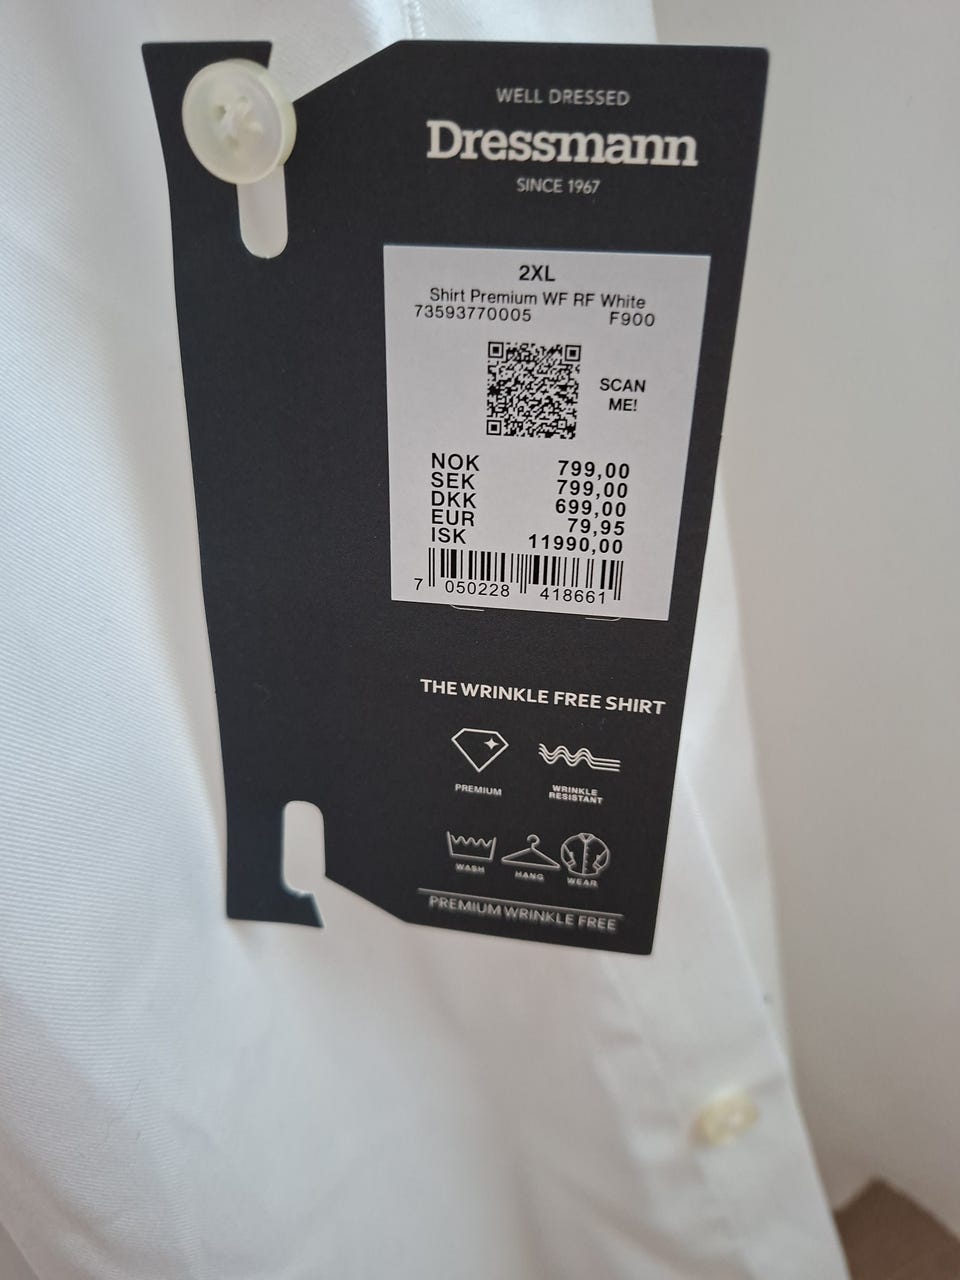 WELL DRESSED
Dressmann
SINCE 1967
2XL
Shirt Premium WF RF White
73593770005 F900
SCAN
ME!
NOK 799,00
SEK 799,00
DKK 699,00
EUR 79,95
ISK 11990,00
7 050228 418661
THE WRINKLE FREE SHIRT
PREMIUM
WRINKLE
RESISTANT
WASH HANG WEAR
PREMIUM WRINKLE FREE